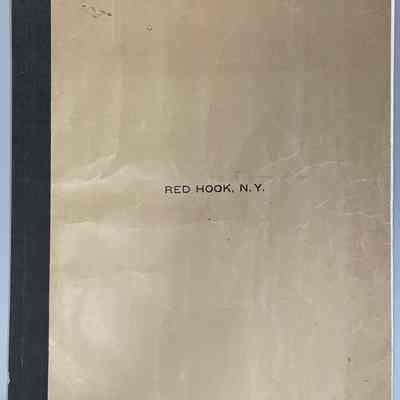 RED HOOK, N.Y.